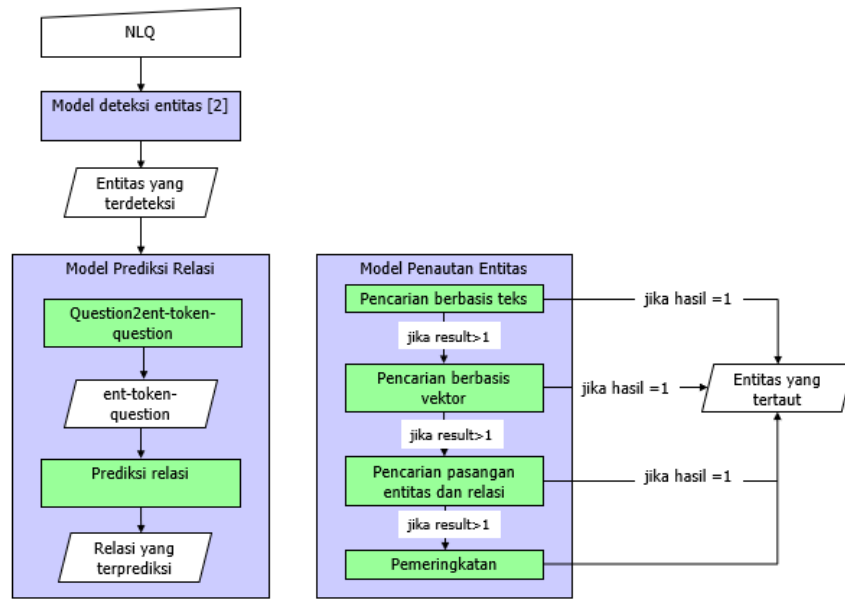 NLQ
Model deteksi entitas [2]
Entitas yang
terdeteksi
Model Prediksi Relasi
Question2ent-token-
question
ent-token-
question
Prediksi relasi
Relasi yang
terprediksi
Model Penautan Entitas
Pencarian berbasis teks
jika hasil =1
jika result>1
Pencarian berbasis
vektor
jika hasil =1
Entitas yang
tertaut
jika result>1
Pencarian pasangan
entitas dan relasi
jika hasil =1
jika result>1
Pemeringkatan